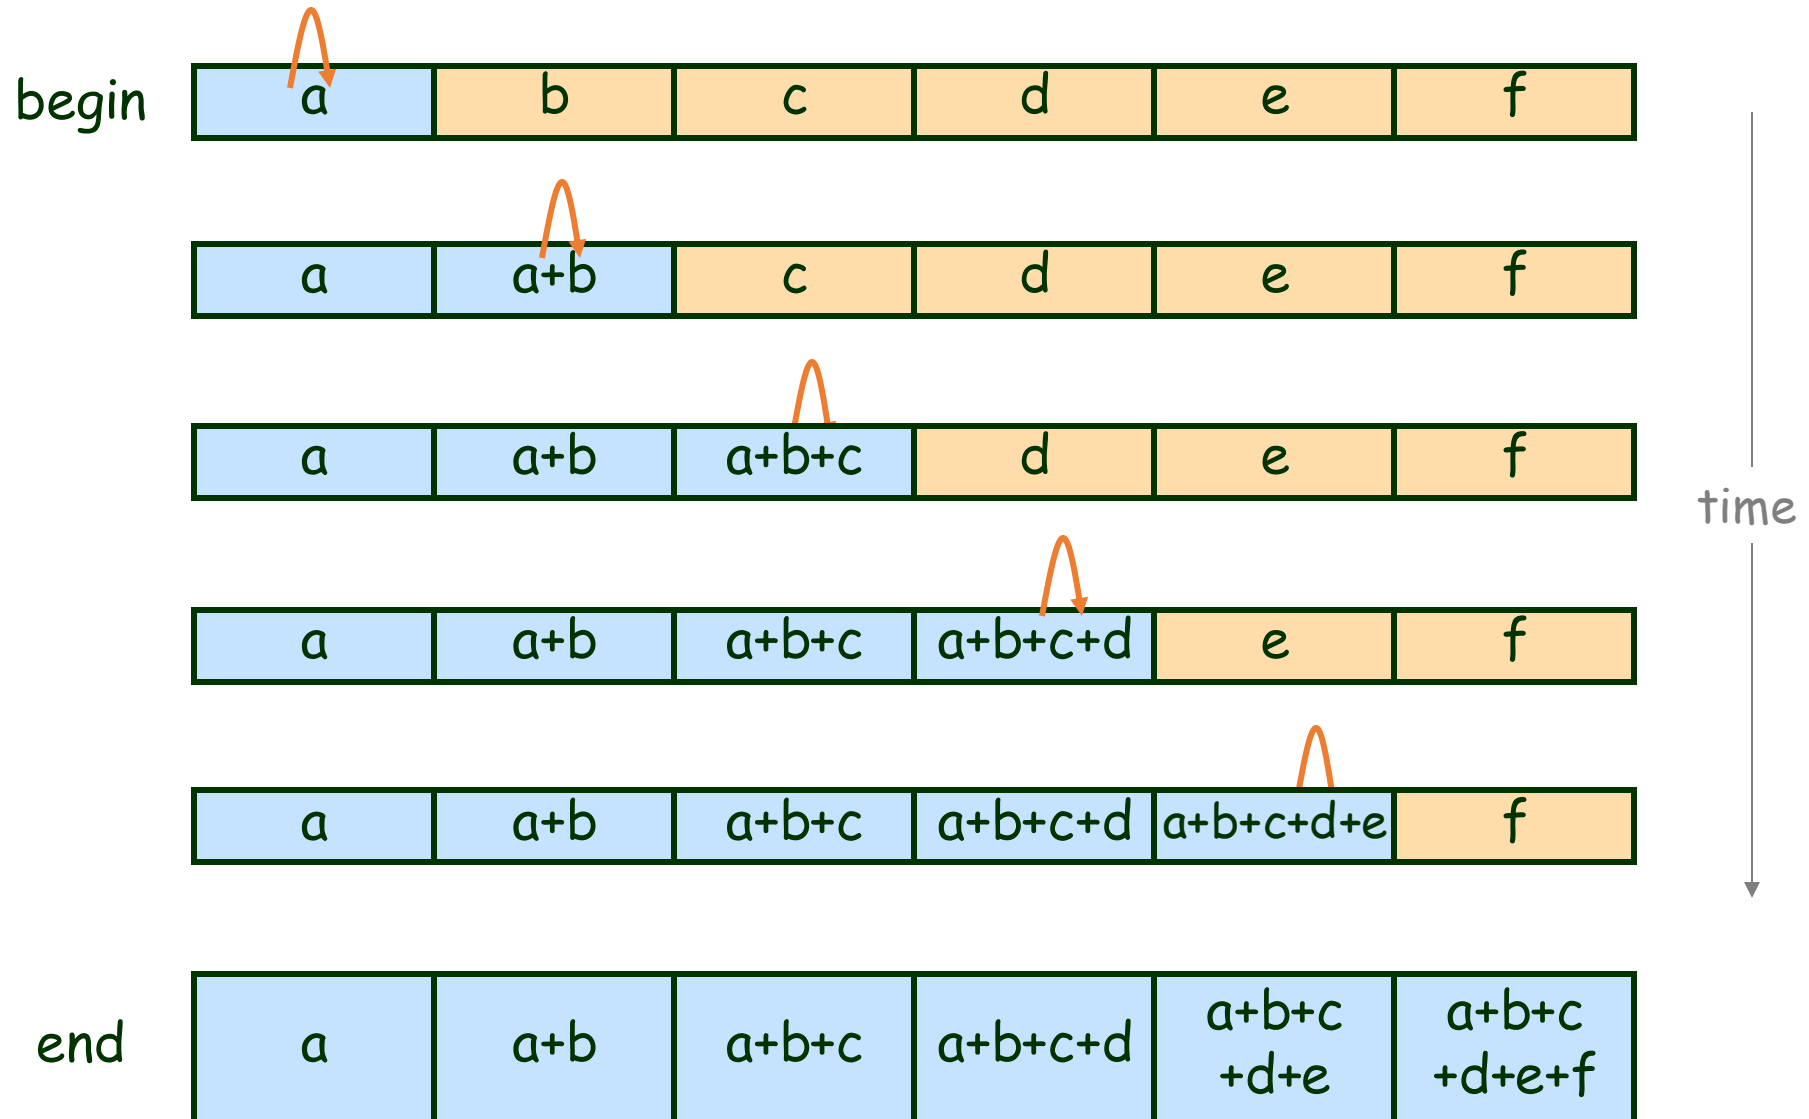 begin a b c d e f
a a+b c d e f
a a+b a+b+c d e f
time
a a+b a+b+c a+b+c+d e f
a a+b a+b+c a+b+c+d a+b+c+d+e f
end a a+b a+b+c a+b+c+d a+b+c
+d+e a+b+c
+d+e+f